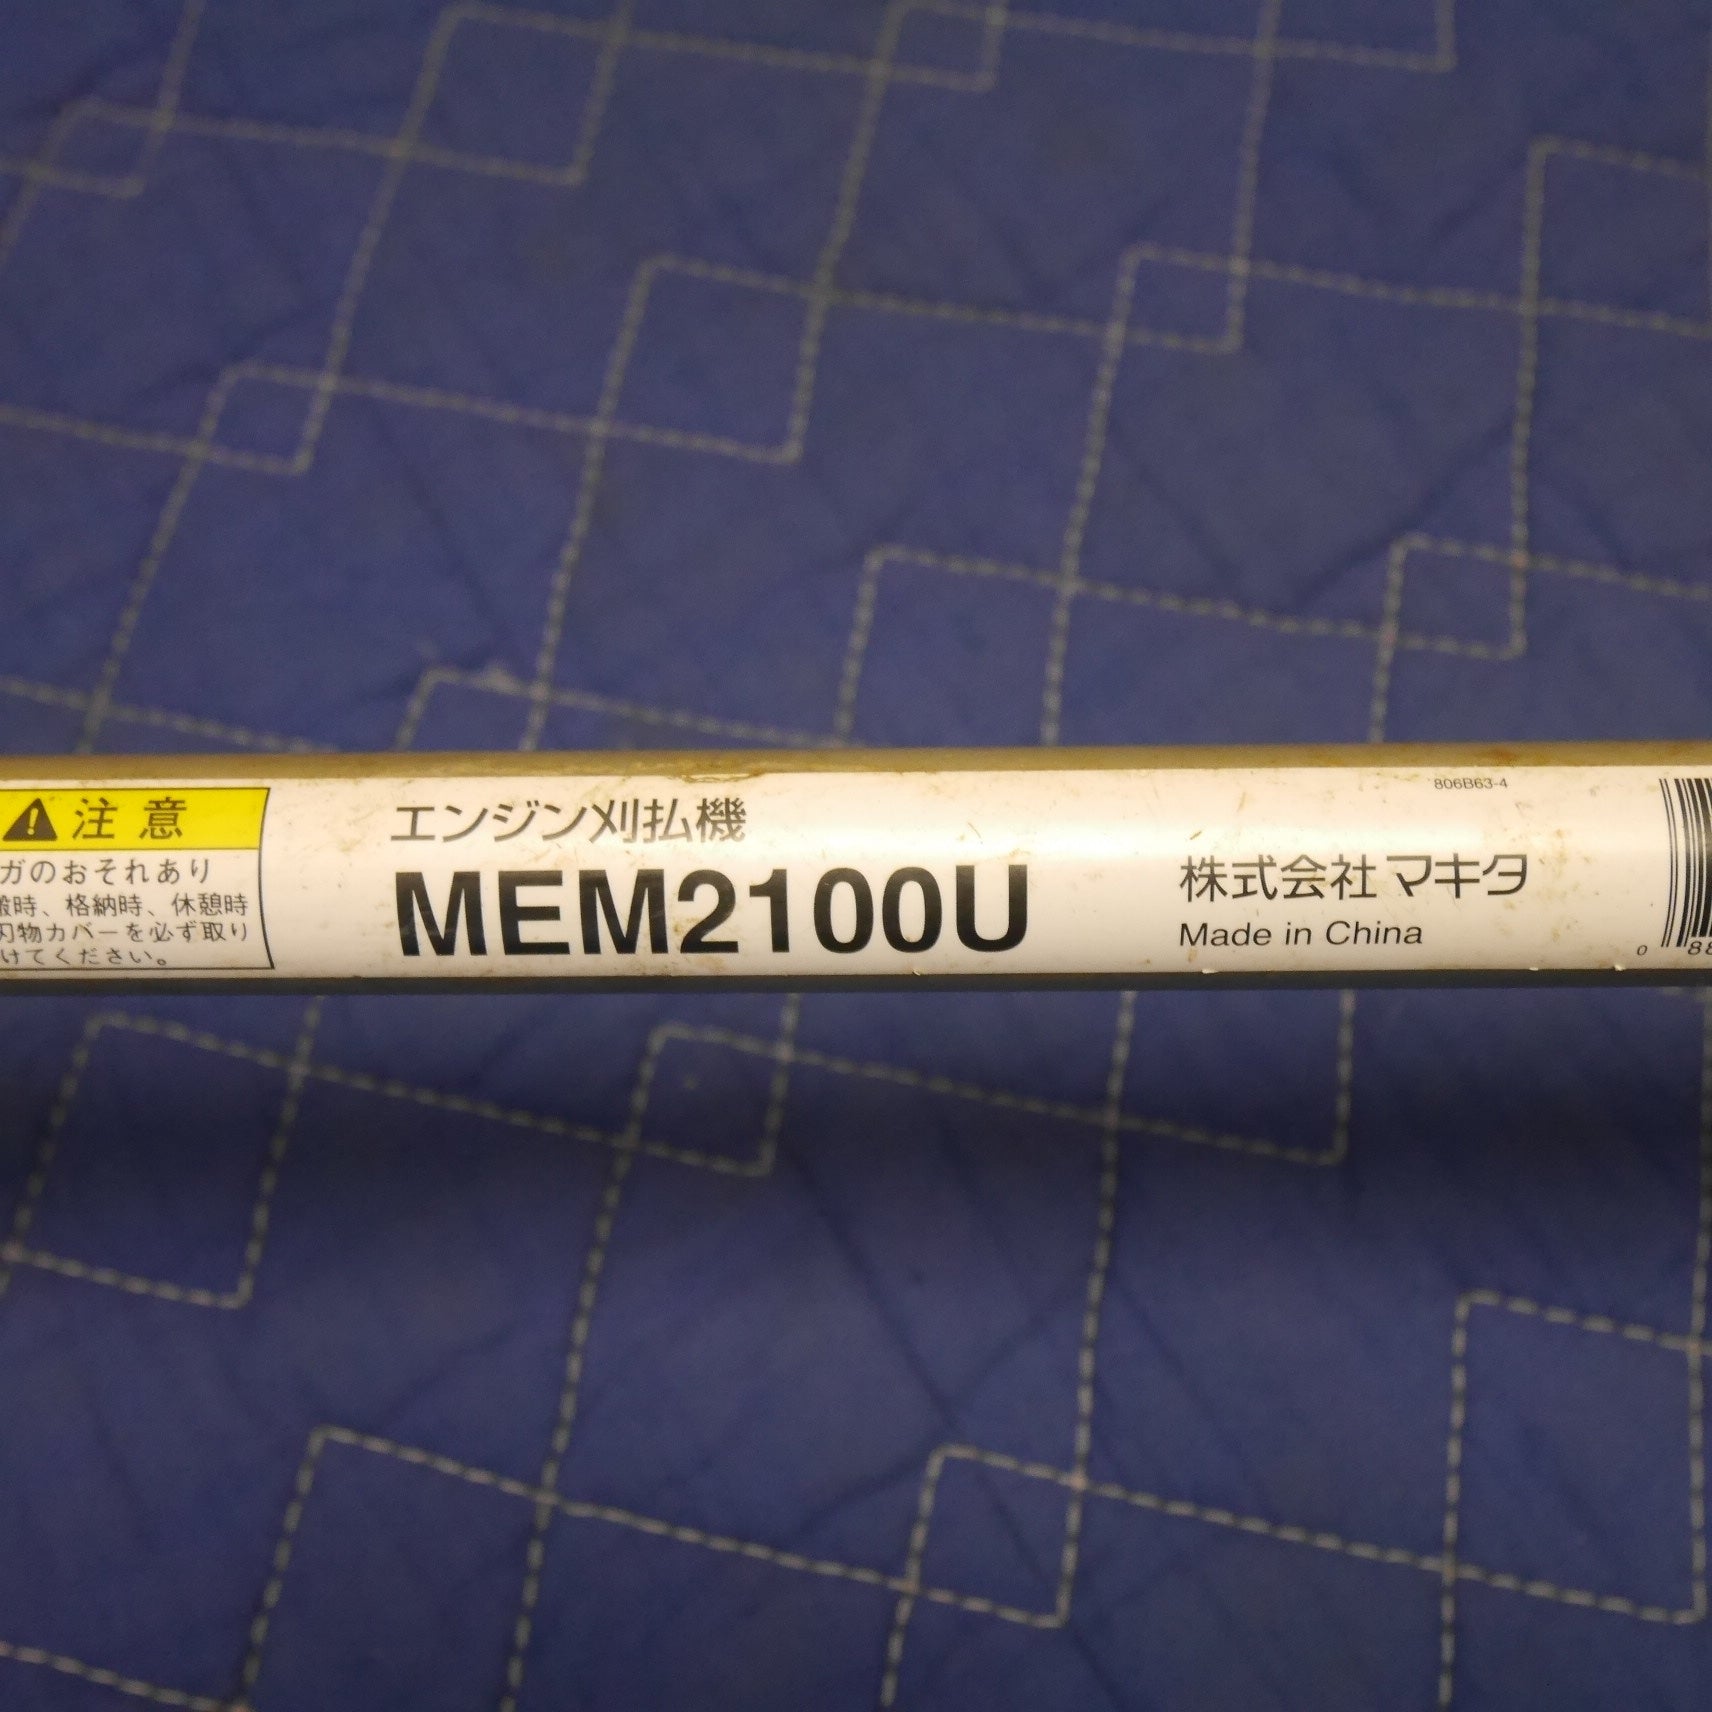 注意
ガのおそれあり
搬時、格納時、休憩時
刃物カバーを必ず取り
けてください。
エンジン刈払機
MEM2100U
806B63-4
株式会社マキタ
Made in China
0 88